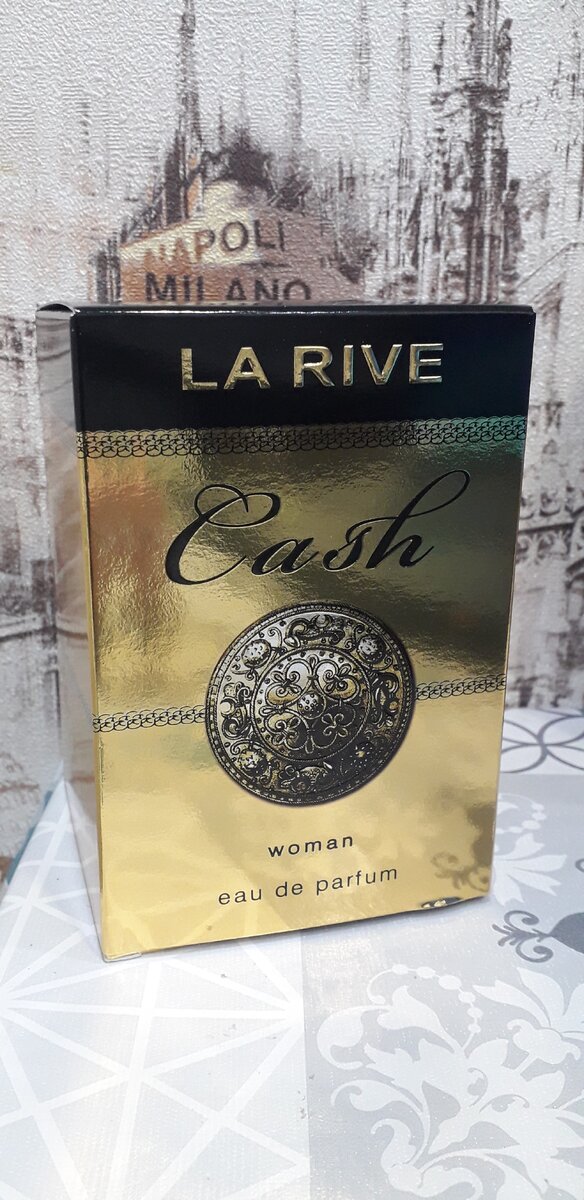 NAPOLI
MILANO
LA RIVE
Cash
woman
eau de parfum